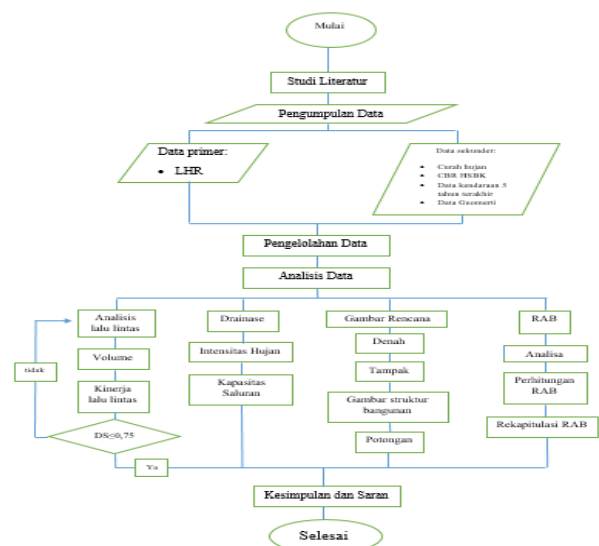 Mulai
Studi Literatur
Pengumpulan Data
Data primer:
• LHR
Data sekunder:
• Curah hujan
• CBR HSBK
• Data kendaraan 5
tahun terakhir
• Data Geomerti
Pengelolahan Data
Analisis Data
Analisis
lalu lintas
Volume
Kinerja
lalu lintas
DS≤0,75
tidak
Ya
Drainase
Intensitas Hujan
Kapasitas
Saluran
Gambar Rencana
Denah
Tampak
Gambar struktur
bangunan
Potongan
RAB
Analisa
Perhitungan
RAB
Rekapitulasi RAB
Kesimpulan dan Saran
Selesai